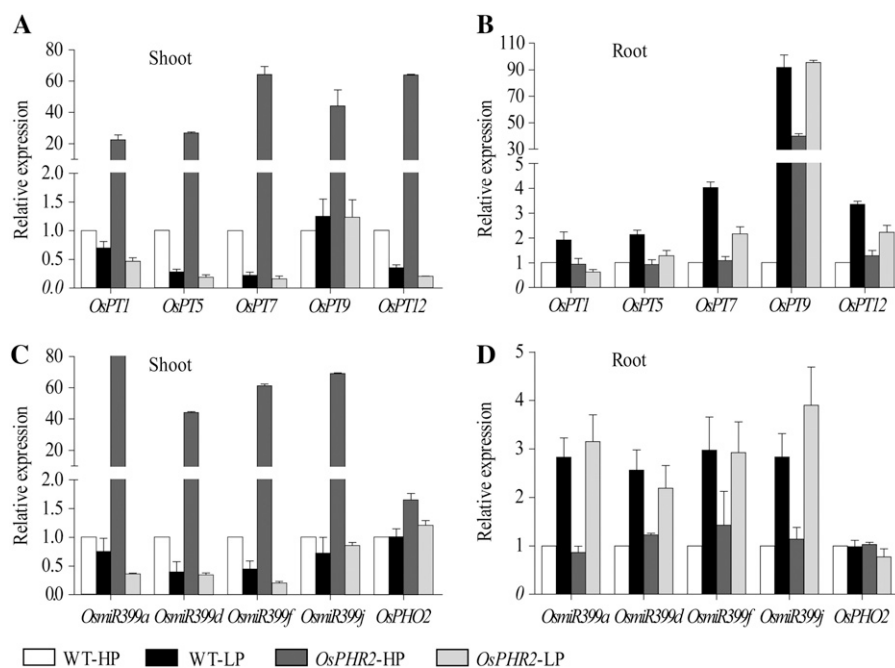 A
Shoot
Relative expression
80
60
40
20
2.0
1.5
1.0
0.5
0.0
OsPT1 OsPT5 OsPT7 OsPT9 OsPT12
B
Root
Relative expression
110
90
70
50
30
5
4
3
2
1
0
OsPT1 OsPT5 OsPT7 OsPT9 OsPT12
C
Shoot
Relative expression
80
60
40
20
2.0
1.5
1.0
0.5
0.0
OsmiR399a OsmiR399d OsmiR399f OsmiR399j OsPHO2
D
Root
Relative expression
5
4
3
2
1
0
OsmiR399a OsmiR399d OsmiR399f OsmiR399j OsPHO2
WT-HP WT-LP OsPHR2-HP OsPHR2-LP